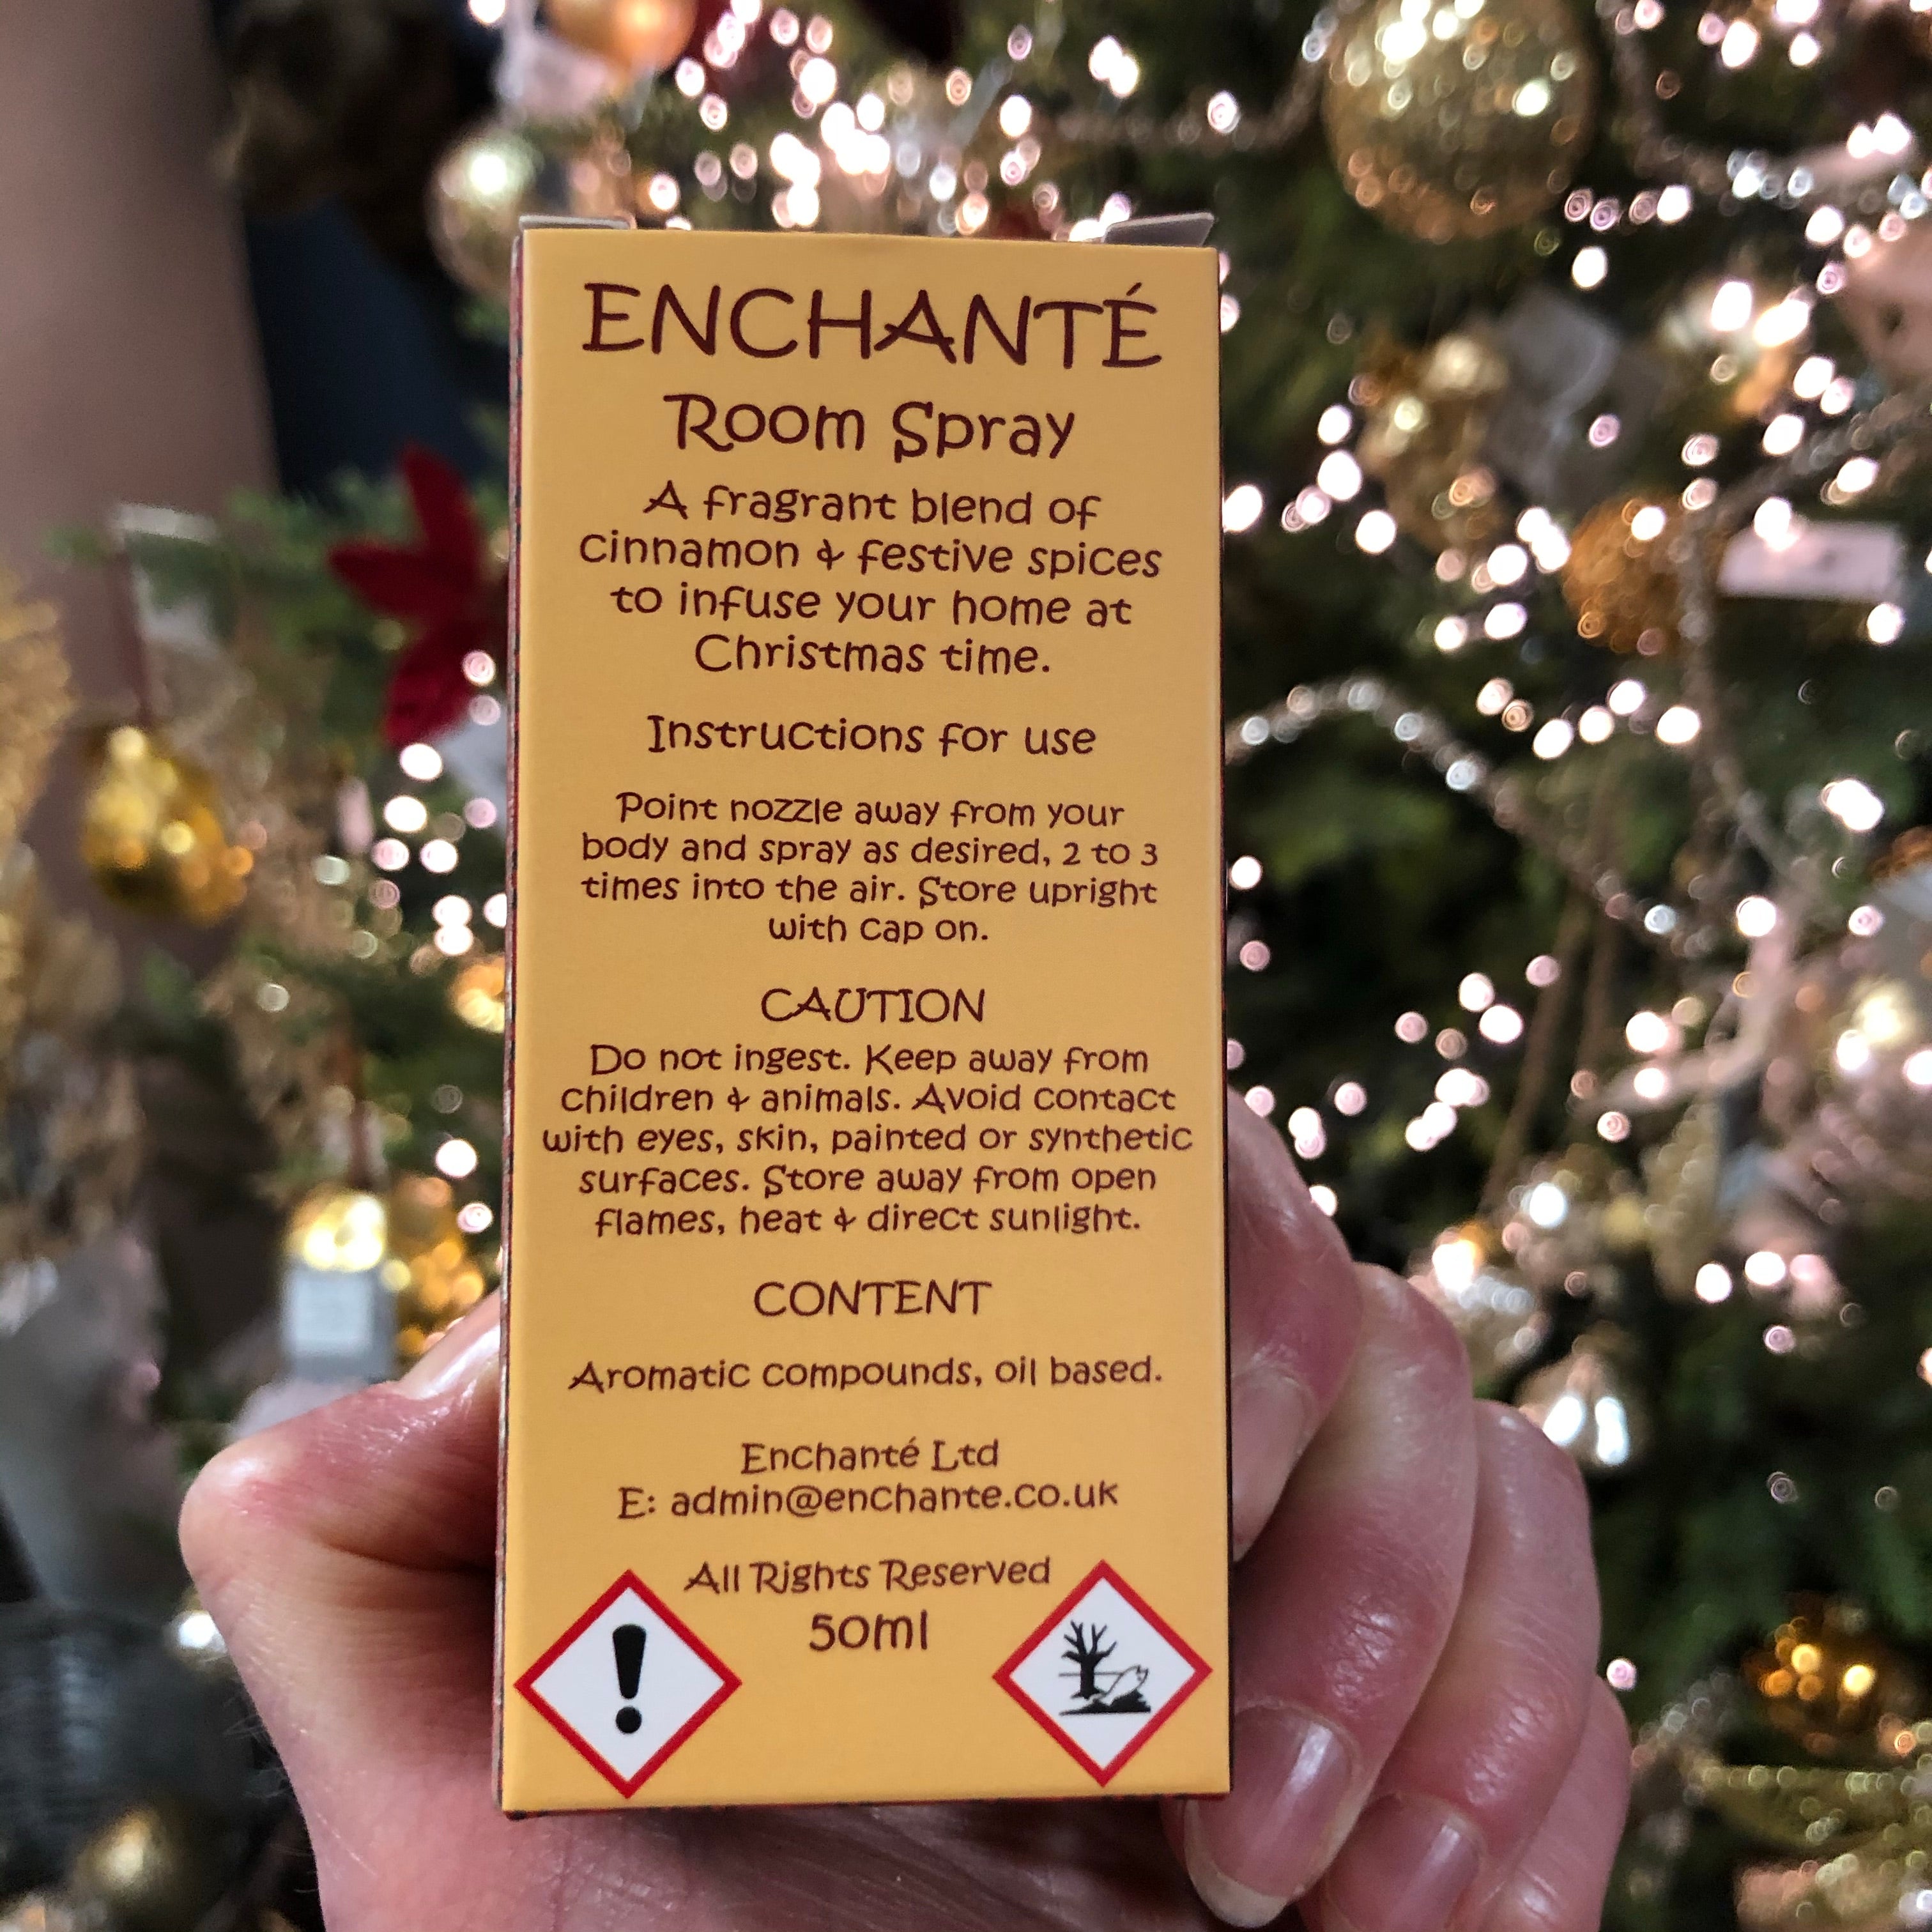 ENCHANTÉ
Room Spray
A fragrant blend of
cinnamon & festive spices
to infuse your home at
Christmas time.
Instructions for use
Point nozzle away from your
body and spray as desired, 2 to 3
times into the air. Store upright
with cap on.
CAUTION
Do not ingest. Keep away from
children & animals. Avoid contact
with eyes, skin, painted or synthetic
surfaces. Store away from open
flames, heat & direct sunlight.
CONTENT
Aromatic compounds, oil based.
Enchanté Ltd
E: admin@enchante.co.uk
All Rights Reserved
50ml